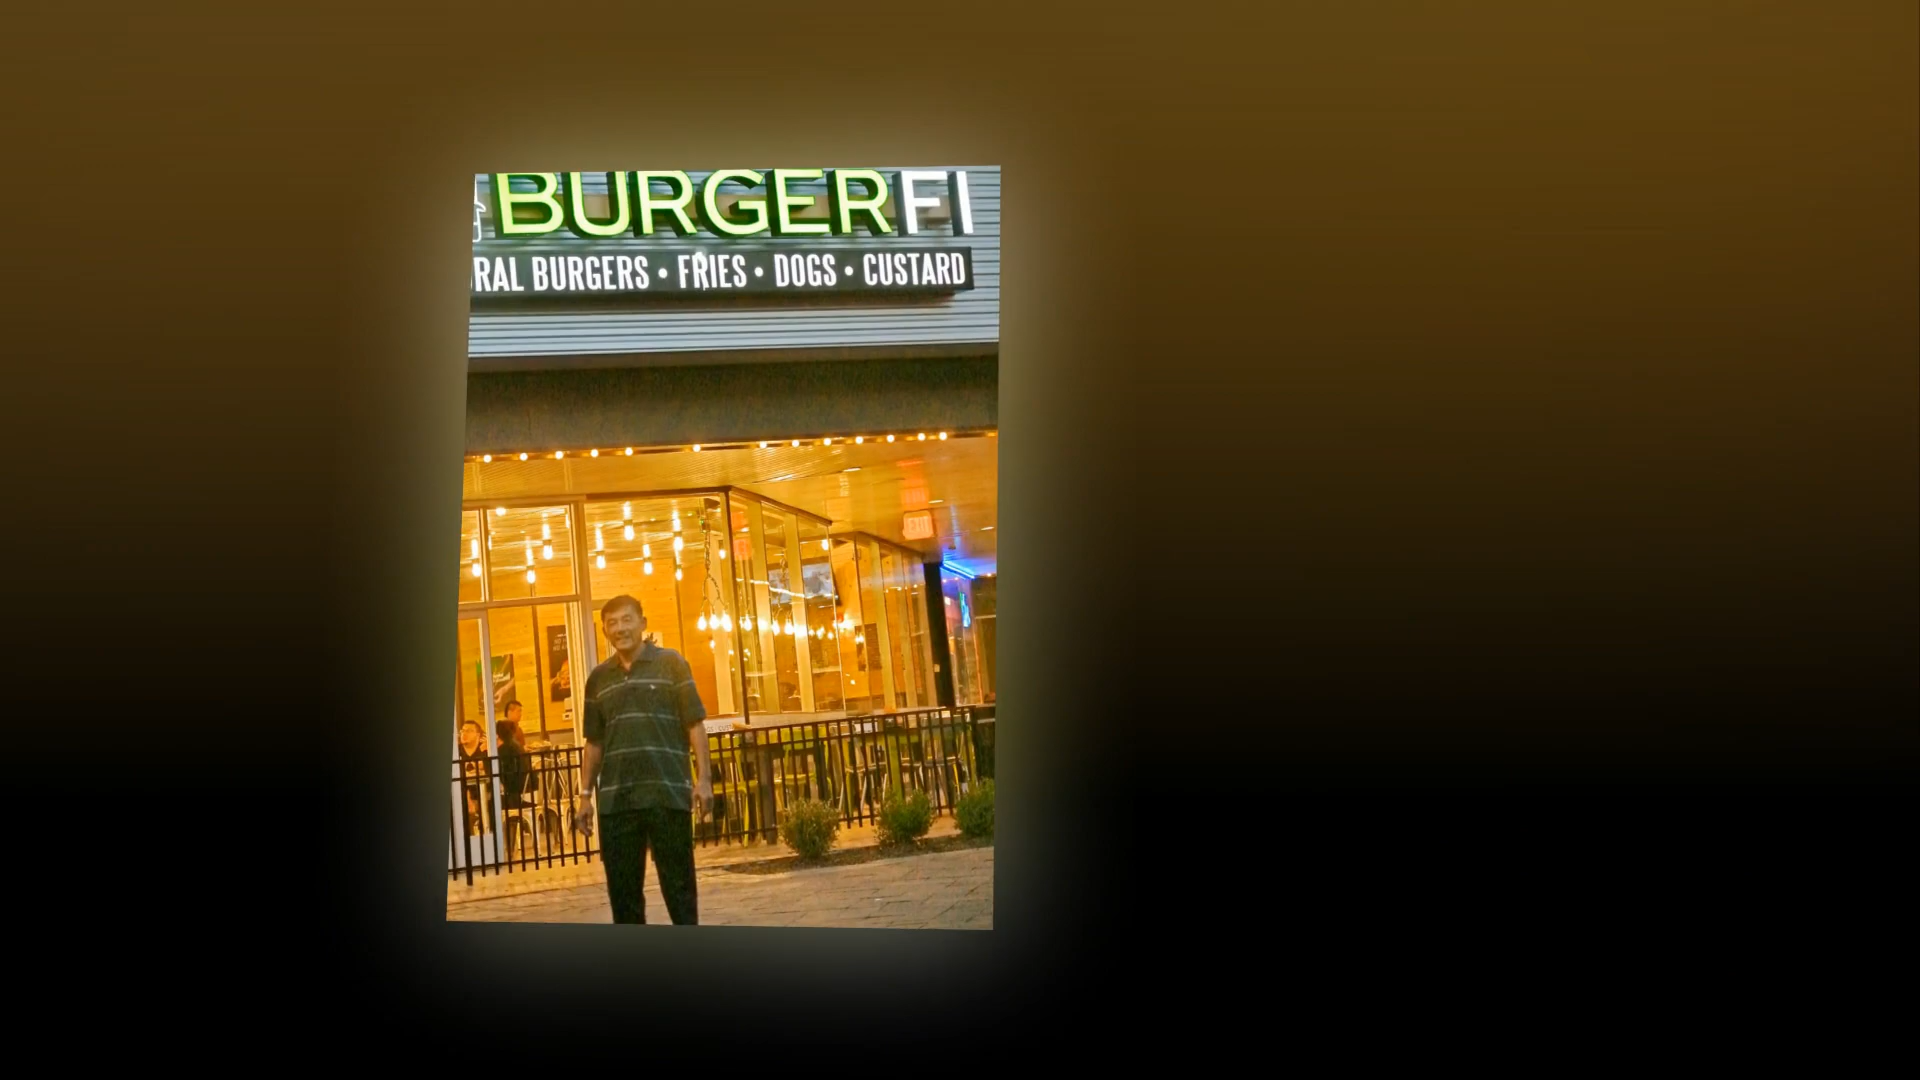 BURGERFI
RAL BURGERS • FRIES • DOGS • CUSTARD
EXIT